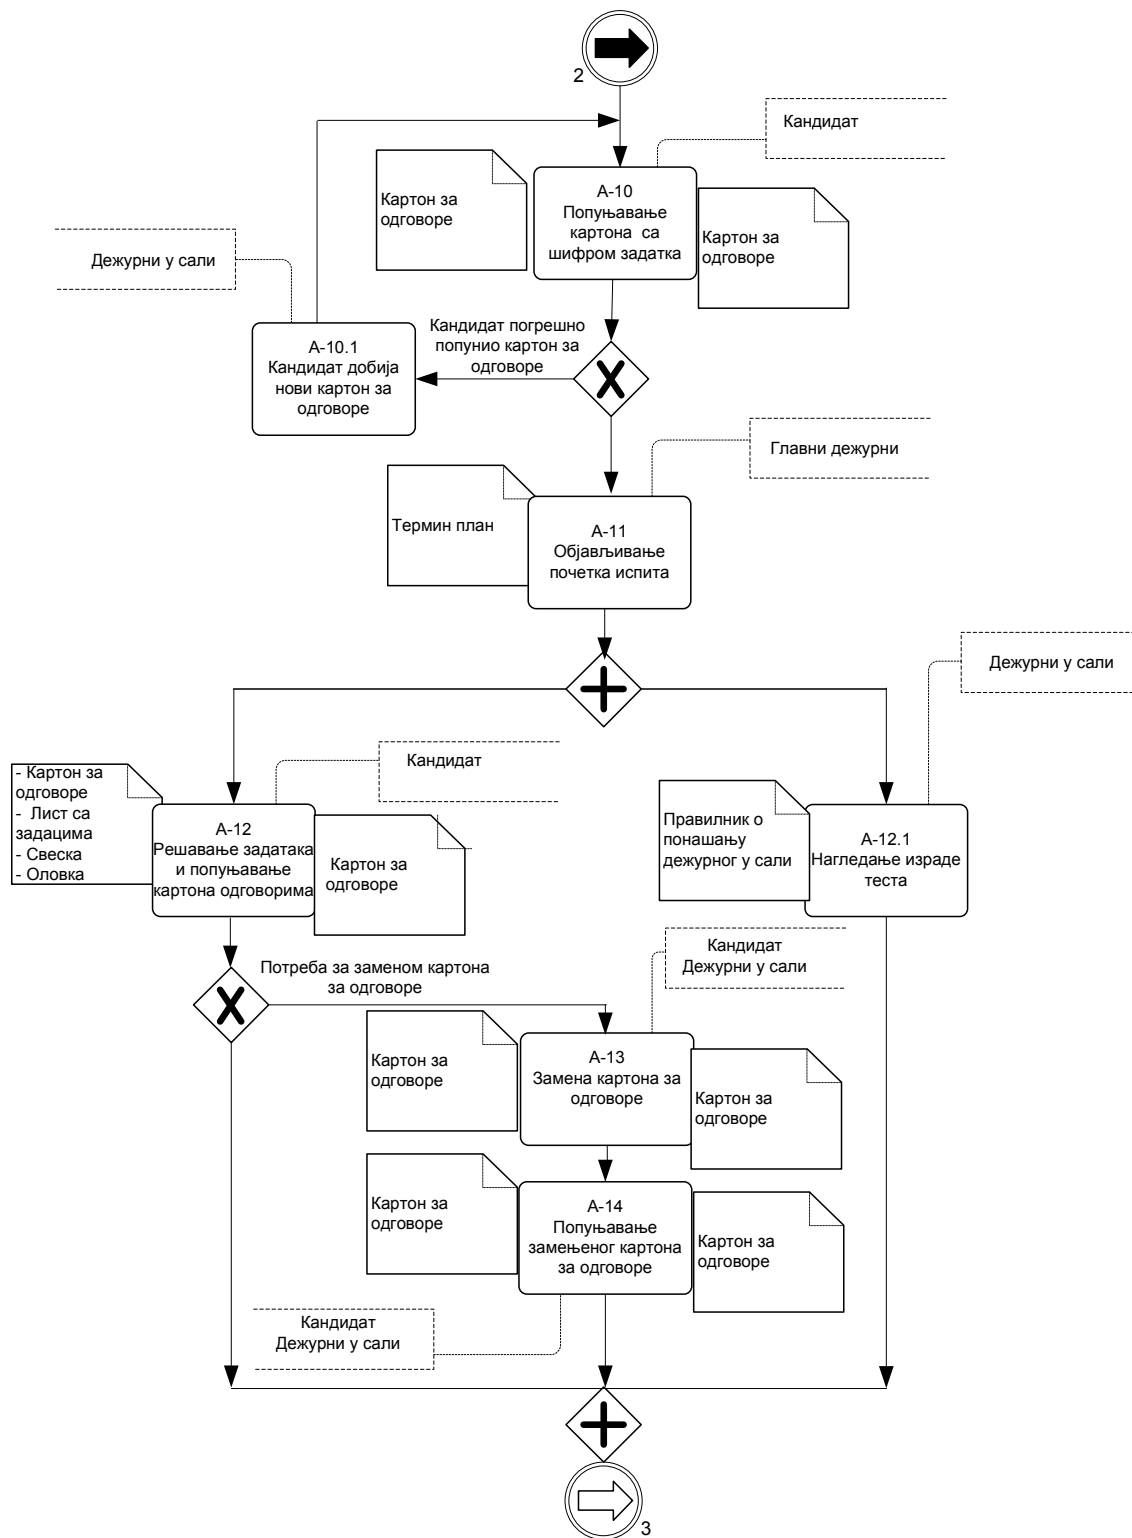 2
Кандидат
А-10
Попуњавање
картона са
шифром задатка
Картон за
одговоре
Картон за
одговоре
Дежурни у сали
А-10.1
Кандидат добија
нови картон за
одговоре
Кандидат погрешно
попунио картон за
одговоре
Главни дежурни
Термин план
А-11
Објављивање
почетка испита
Дежурни у сали
Кандидат
- Картон за
одговоре
- Лист са
задацима
- Свеска
- Оловка
А-12
Решавање задатака
и попуњавање
картона одговорима
Картон за
одговоре
Правилник о
понашању
дежурног у сали
А-12.1
Нагледање израде
теста
Потреба за заменом картона
за одговоре
Кандидат
Дежурни у сали
Картон за
одговоре
А-13
Замена картона за
одговоре
Картон за
одговоре
Картон за
одговоре
А-14
Попуњавање
замењеног картона
за одговоре
Картон за
одговоре
Кандидат
Дежурни у сали
3